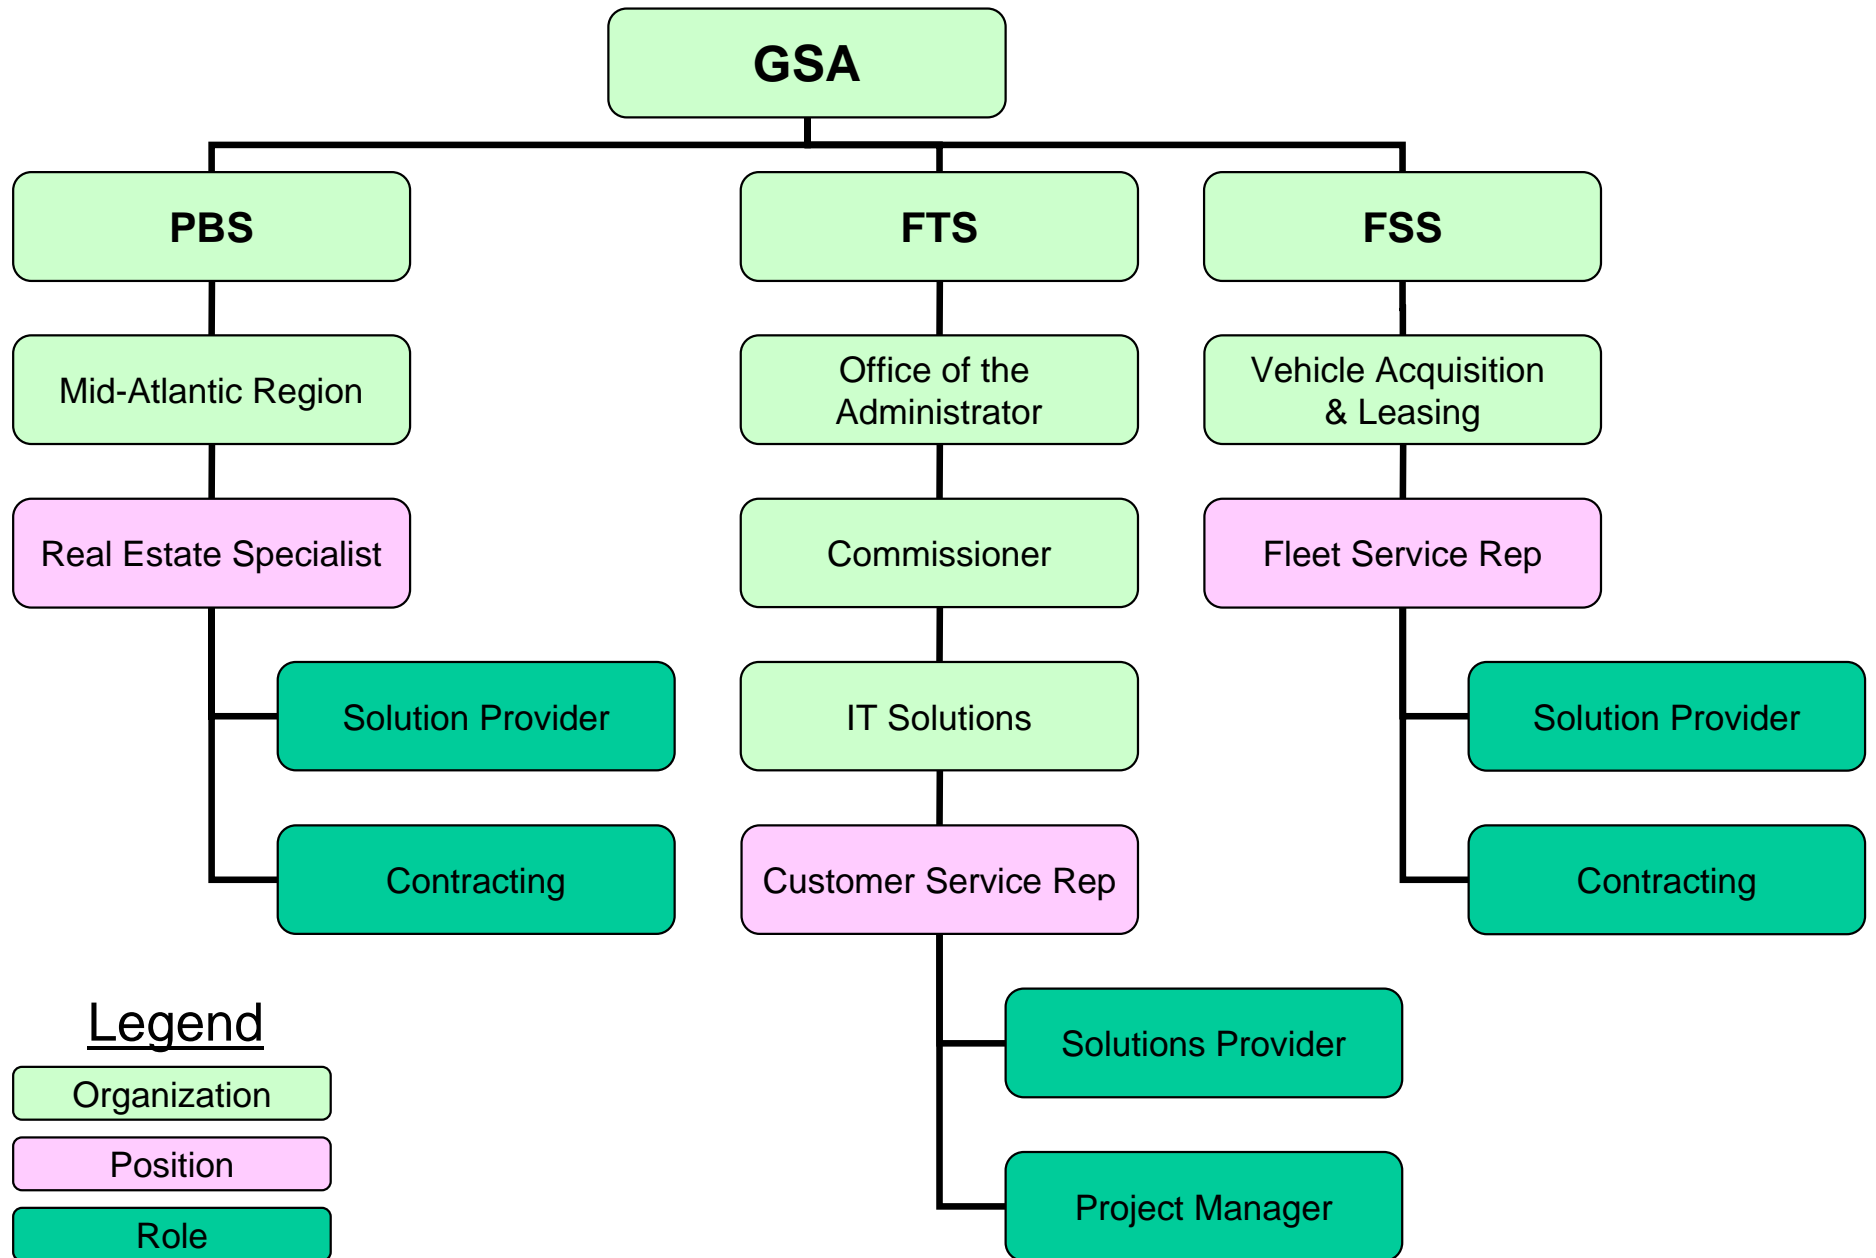 GSA
PBS
FTS
FSS
Mid-Atlantic Region
Office of the
Administrator
Vehicle Acquisition
& Leasing
Real Estate Specialist
Commissioner
Fleet Service Rep
Solution Provider
IT Solutions
Solution Provider
Contracting
Customer Service Rep
Contracting
Legend
Solutions Provider
Organization
Position
Project Manager
Role